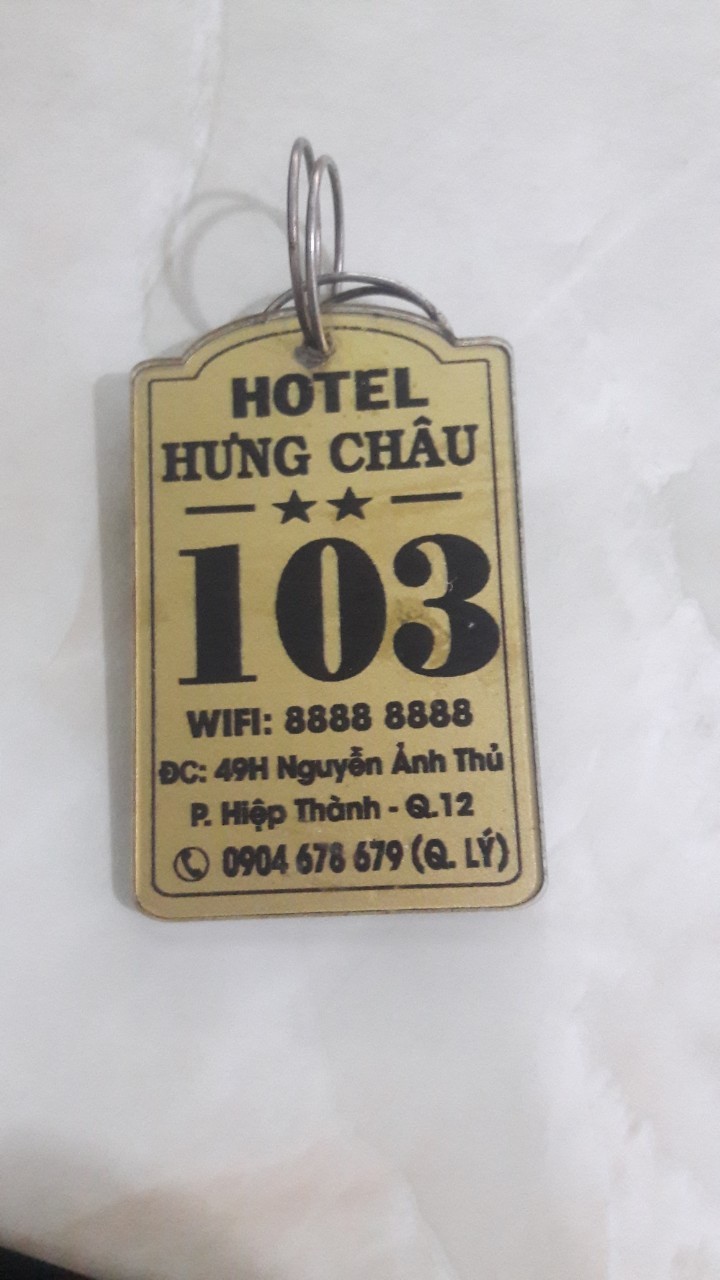 HOTEL
HƯNG CHÂU
103
WIFI: 8888 8888
ĐC: 49H Nguyễn Ảnh Thủ
P. Hiệp Thành - Q.12
0904 678 679 (Q. LÝ)